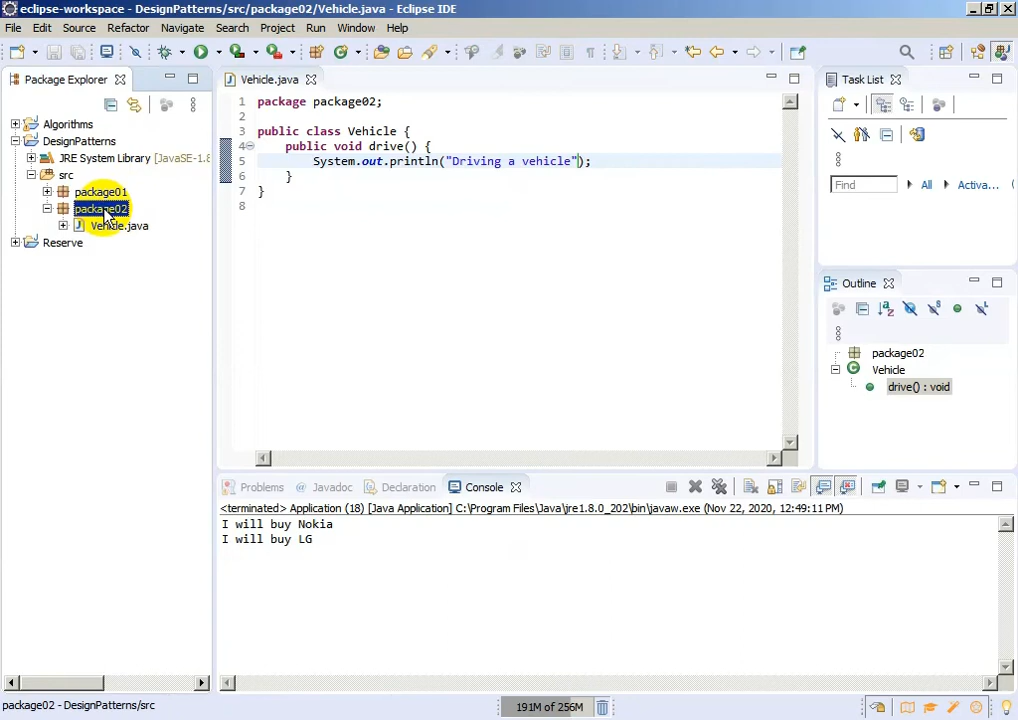 eclipse-workspace - DesignPatterns/src/package02/Vehicle.java - Eclipse IDE
File Edit Source Refactor Navigate Search Project Run Window Help
Package Explorer
Algorithms
DesignPatterns
JRE System Library [JavaSE-1.8
src
package01
package02
Vehicle.java
Reserve
Vehicle.java
1 package package02;
2
3 public class Vehicle {
4 public void drive() {
5 System.out.println("Driving a vehicle");
6 }
7 }
8
Task List
Find All Activa...
Outline
package02
Vehicle
drive() : void
Problems @ Javadoc Declaration Console
<terminated> Application (18) [Java Application] C:\Program Files\Java\jre1.8.0_202\bin\javaw.exe (Nov 22, 2020, 12:49:11 PM)
I will buy Nokia
I will buy LG
package02 - DesignPatterns/src
191M of 256M